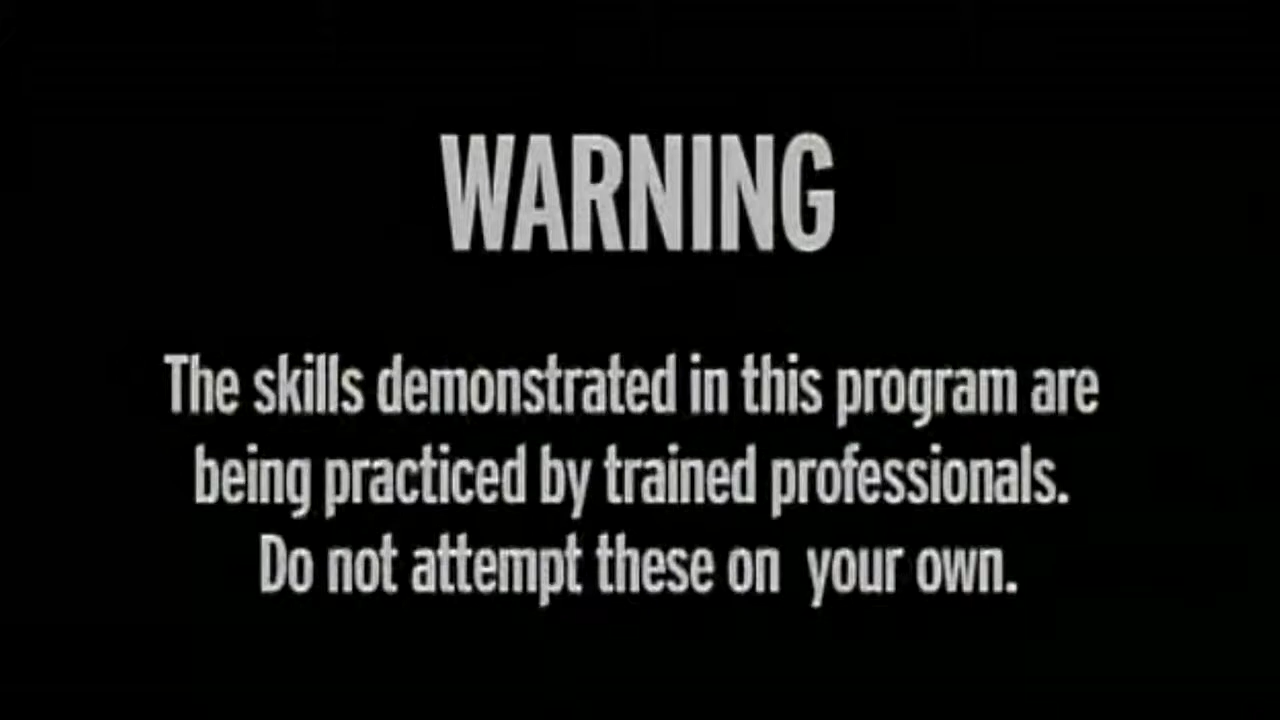 WARNING
The skills demonstrated in this program are
being practiced by trained professionals.
Do not attempt these on  your own.